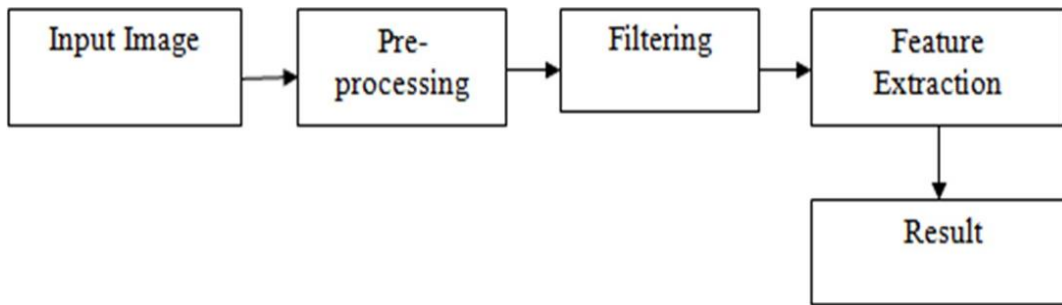 Input Image
Pre-
processing
Filtering
Feature
Extraction
Result